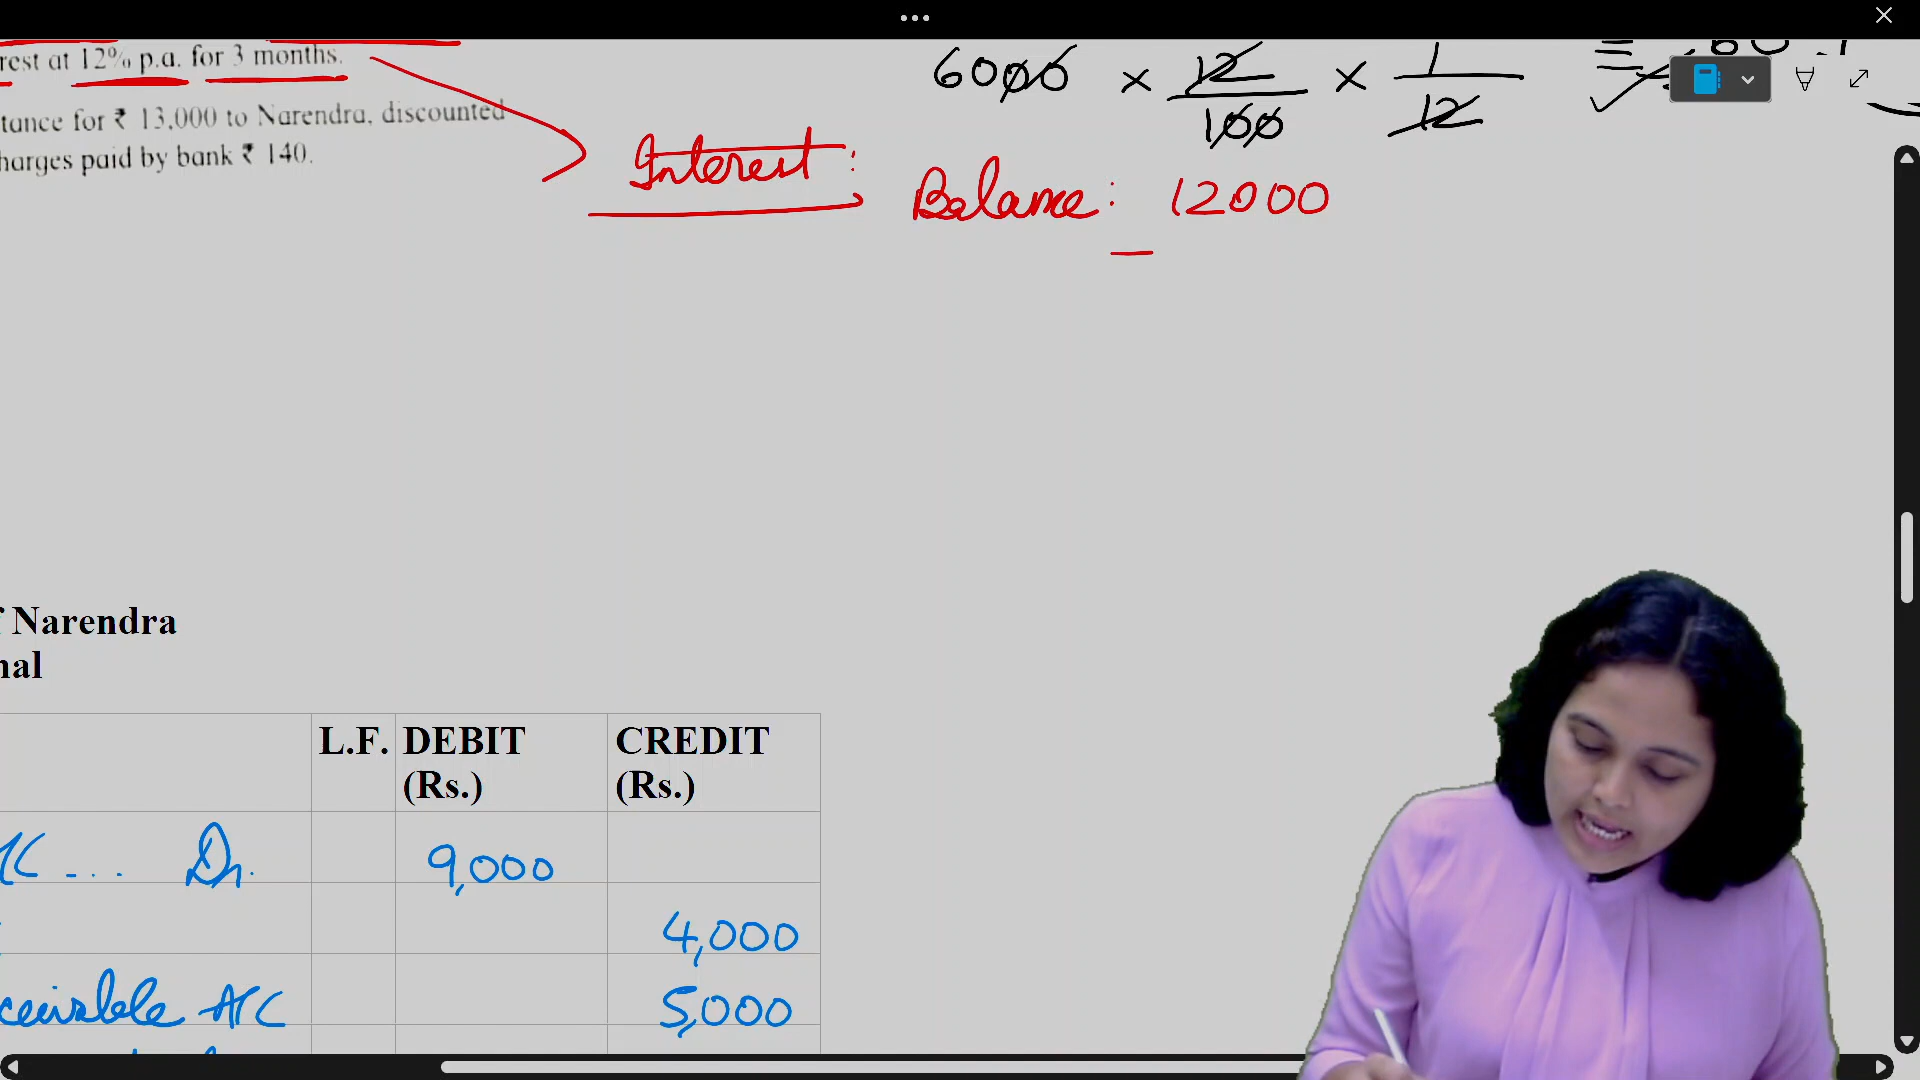 rest at 12% p.a. for 3 months.
tance for ₹ 13,000 to Narendra, discounted
harges paid by bank ₹ 140.
6000 × 12/100 × 1/12 =
Interest:
Balance: 12000
Narendra
nal
L.F. DEBIT (Rs.) CREDIT (Rs.)
... Dr. 9,000
4,000
ceivable A/C 5,000